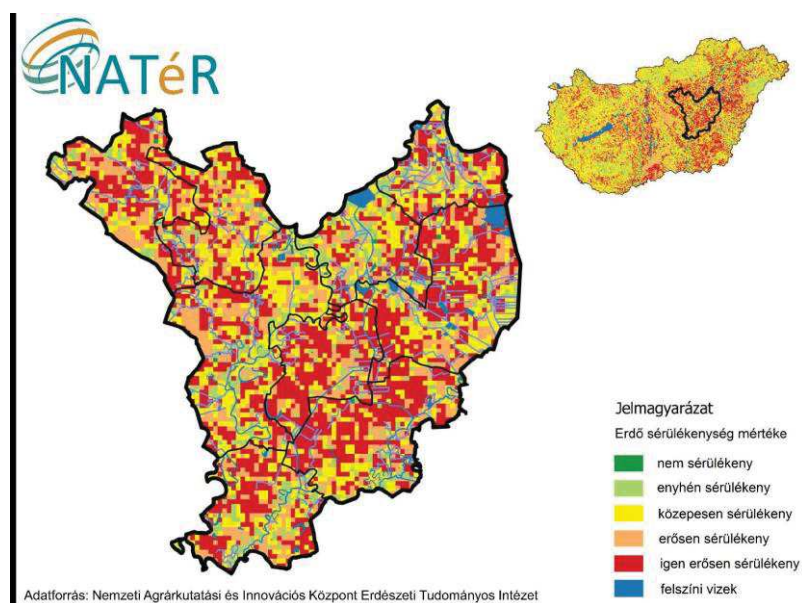 NATéR
Jelmagyarázat
Erdő sérülékenység mértéke
nem sérülékeny
enyhén sérülékeny
közepesen sérülékeny
erősen sérülékeny
igen erősen sérülékeny
felszíni vizek
Adatforrás: Nemzeti Agrárkutatási és Innovációs Központ Erdészeti Tudományos Intézet